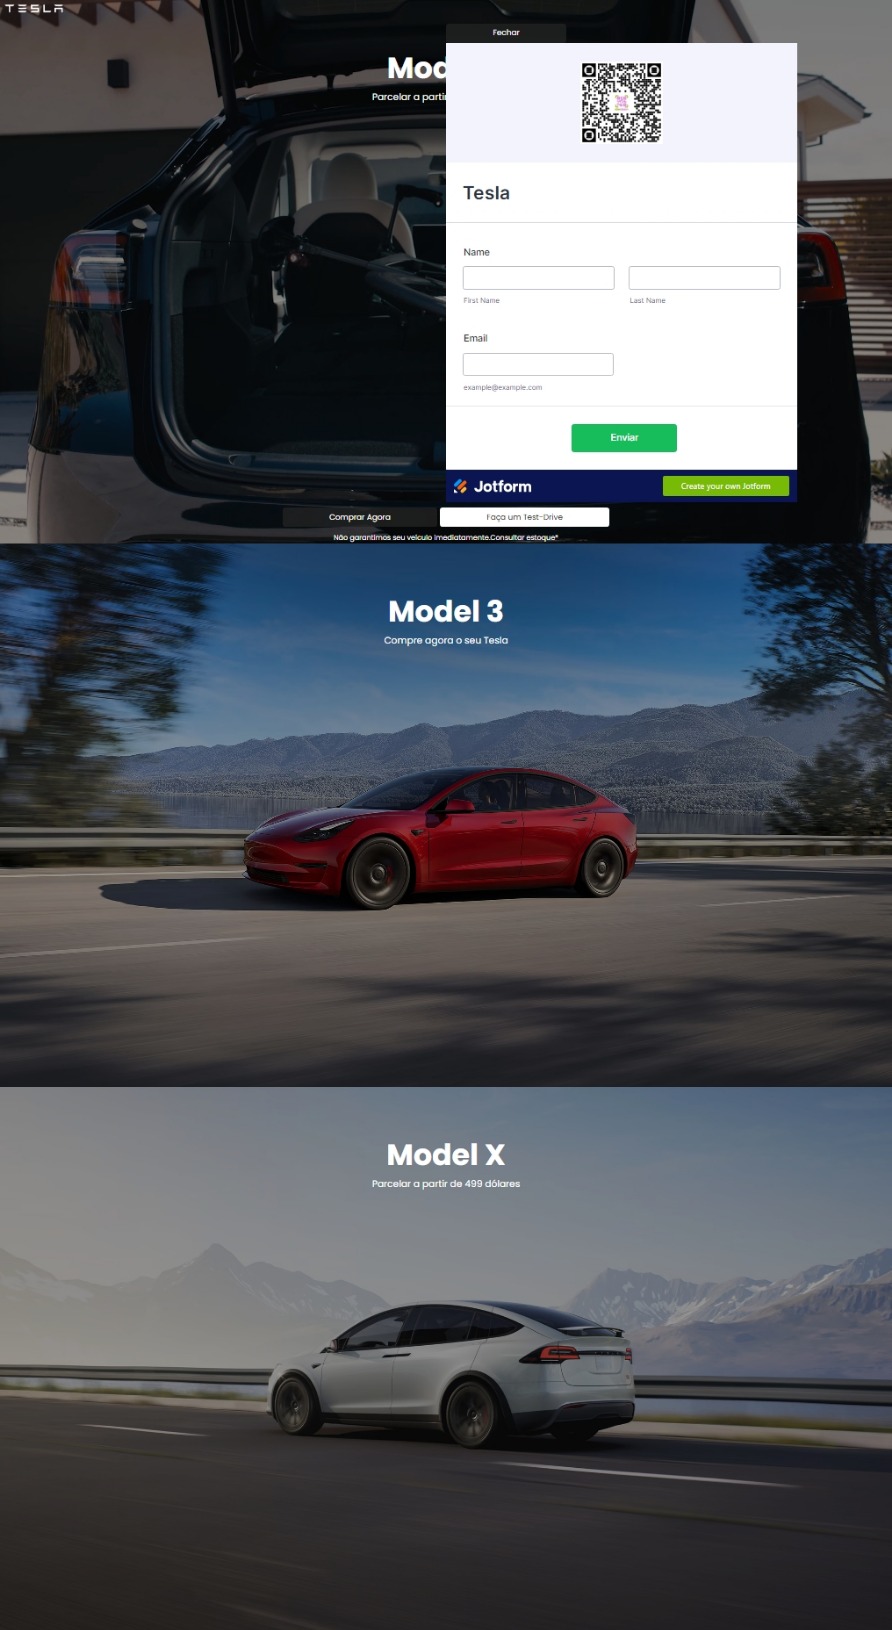 TESLA
Fechar
Mod
Parcelar a parti
Tesla
Name
First Name
Last Name
Email
example@example.com
Enviar
Jotform
Create your own Jotform
Comprar Agora
Faça um Test-Drive
Não garantimos seu veículo imediatamente.Consultar estoque*
Model 3
Compre agora o seu Tesla
Model X
Parcelar a partir de 499 dólares